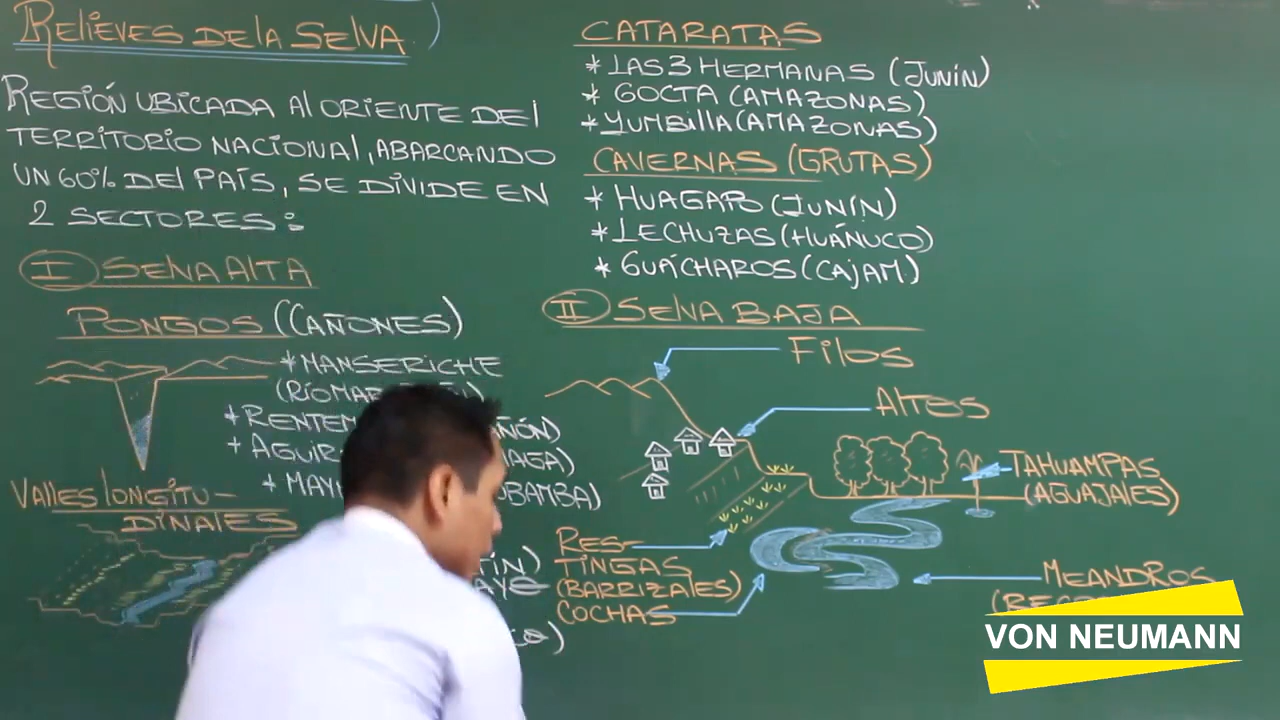 RELIEVES DE LA SELVA
REGIÓN UBICADA AL ORIENTE DEL
TERRITORIO NACIONAL, ABARCANDO
UN 60% DEL PAÍS, SE DIVIDE EN
2 SECTORES:
I SELVA ALTA
PONGOS (CAÑONES)
* MANSERICHE
VALLES LONGITU-
DINALES
CATARATAS
* LAS 3 HERMANAS (JUNÍN)
* GOCTA (AMAZONAS)
* YUMBILLA (AMAZONAS)
CAVERNAS (GRUTAS)
* HUAGAPO (JUNÍN)
* LECHUZAS (HUÁNUCO)
* GUÁCHAROS (CAJAM)
II SELVA BAJA
FILOS
ALTOS
TAHUAMPAS
(AGUAJALES)
RES-
TINGAS
(BARRIZALES)
COCHAS
MEANDROS
VON NEUMANN